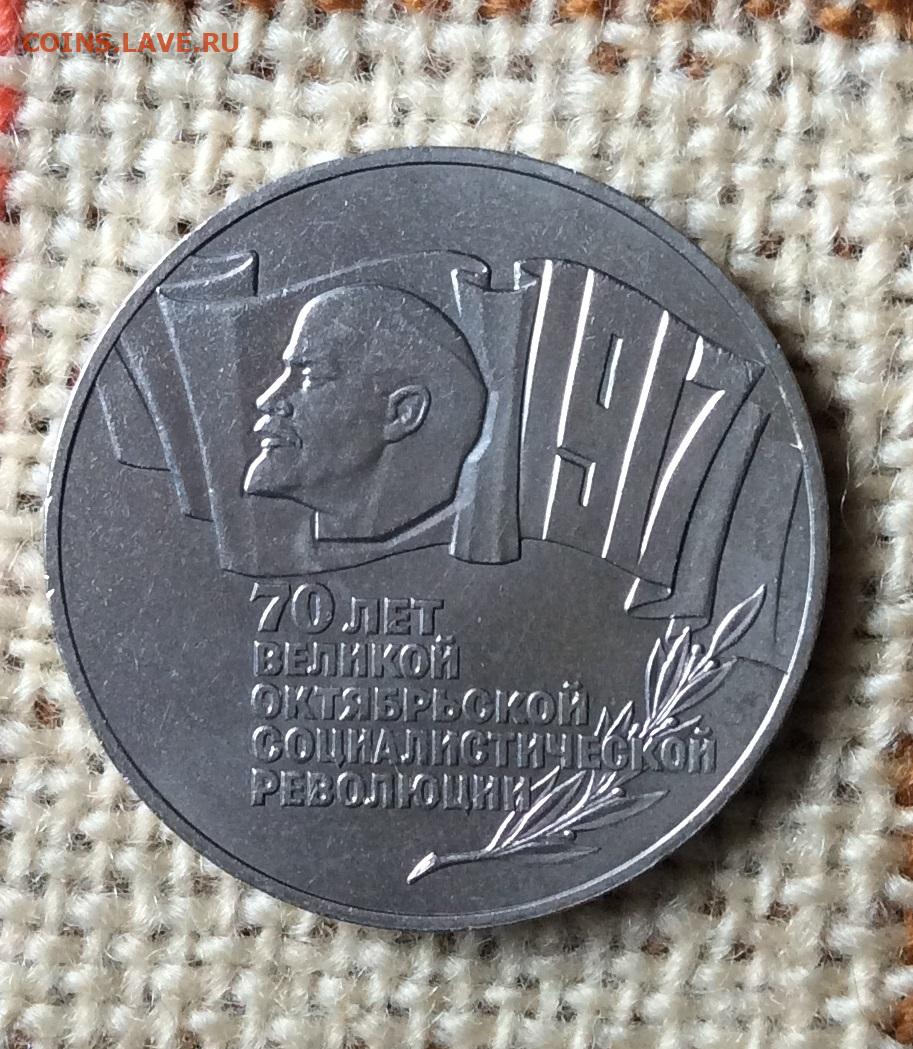 COINS.LAVE.RU
1917
70 ЛЕТ
ВЕЛИКОЙ
ОКТЯБРЬСКОЙ
СОЦИАЛИСТИЧЕСКОЙ
РЕВОЛЮЦИИ